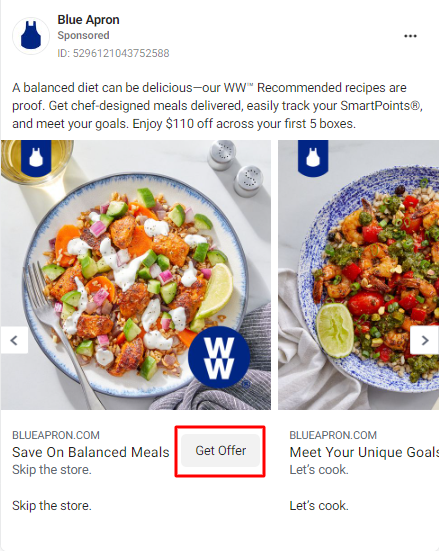 Blue Apron
Sponsored
ID: 5296121043752588
A balanced diet can be delicious—our WW™ Recommended recipes are
proof. Get chef-designed meals delivered, easily track your SmartPoints®,
and meet your goals. Enjoy $110 off across your first 5 boxes.
W
W
®
BLUEAPRON.COM
Save On Balanced Meals
Skip the store.
Get Offer
Skip the store.
BLUEAPRON.COM
Meet Your Unique Goals
Let's cook.
Let's cook.